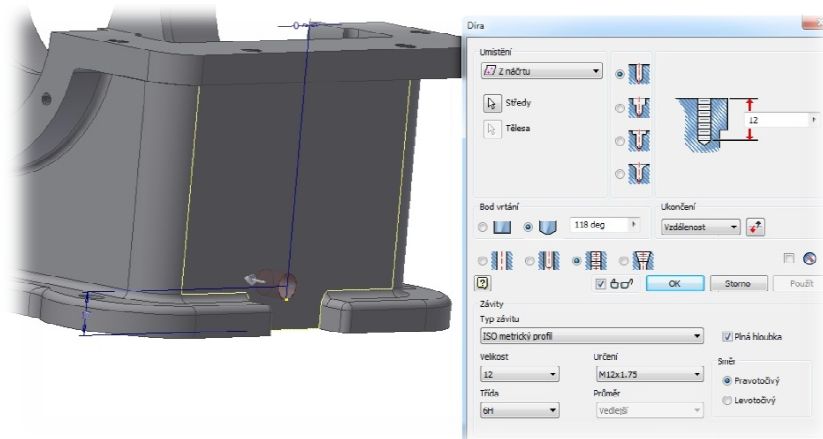 Díra
Umístění
Z náčrtu
Středy
Tělesa
12
Bod vrtání
118 deg
Ukončení
Vzdálenost
OK
Storno
Použít
Závity
Typ závitu
ISO metrický profil
Plná hloubka
Velikost
Určení
Směr
12
M12x1.75
Pravotočivý
Třída
Průměr
Levotočivý
6H
Vedlejší